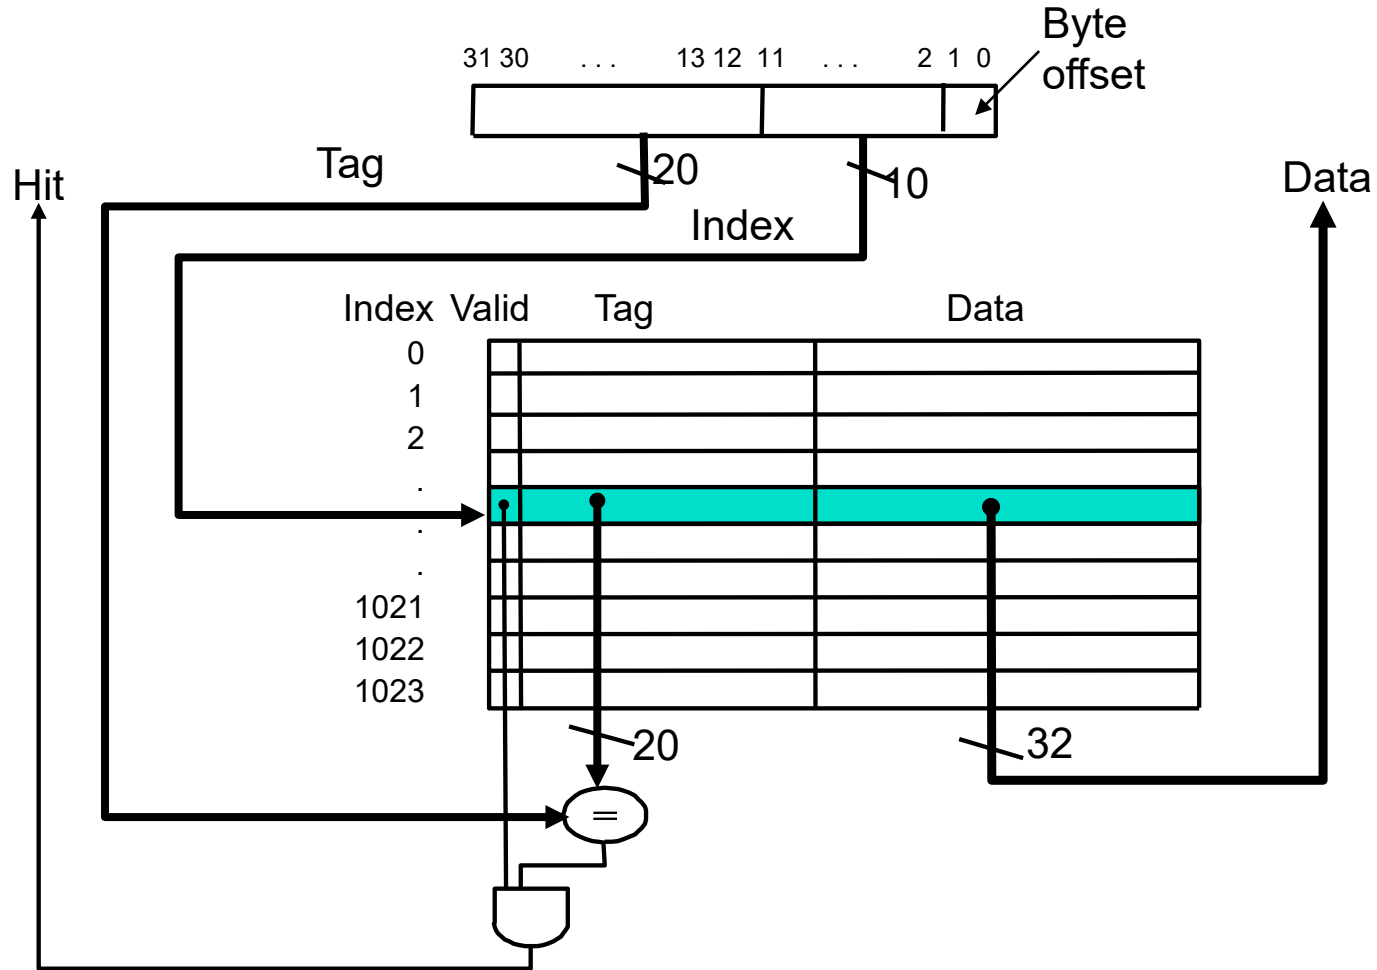 Byte
offset
31 30 . . . 13 12 11 . . . 2 1 0
Tag
20
10
Hit
Data
Index
Index Valid Tag Data
0
1
2
.
.
.
1021
1022
1023
20
32
=